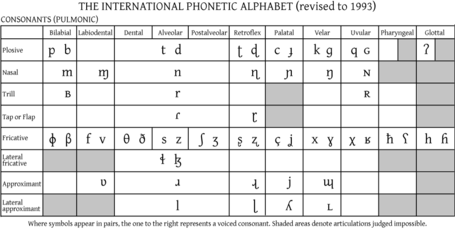 THE INTERNATIONAL PHONETIC ALPHABET (revised to 1993)
CONSONANTS (PULMONIC)
Bilabial Labiodental Dental Alveolar Postalveolar Retroflex Palatal Velar Uvular Pharyngeal Glottal
Plosive p b t d ʈ ɖ c ɟ k ɡ q ɢ ʔ
Nasal m ɱ n ɳ ɲ ŋ ɴ
Trill ʙ r ʀ
Tap or Flap ɾ ɽ
Fricative ɸ β f v θ ð s z ʃ ʒ ʂ ʐ ç ʝ x ɣ χ ʁ ħ ʕ h ɦ
Lateral
fricative ɬ ɮ
Approximant ʋ ɹ ɻ j ɰ
Lateral
approximant l ɭ ʎ ʟ
Where symbols appear in pairs, the one to the right represents a voiced consonant. Shaded areas denote articulations judged impossible.